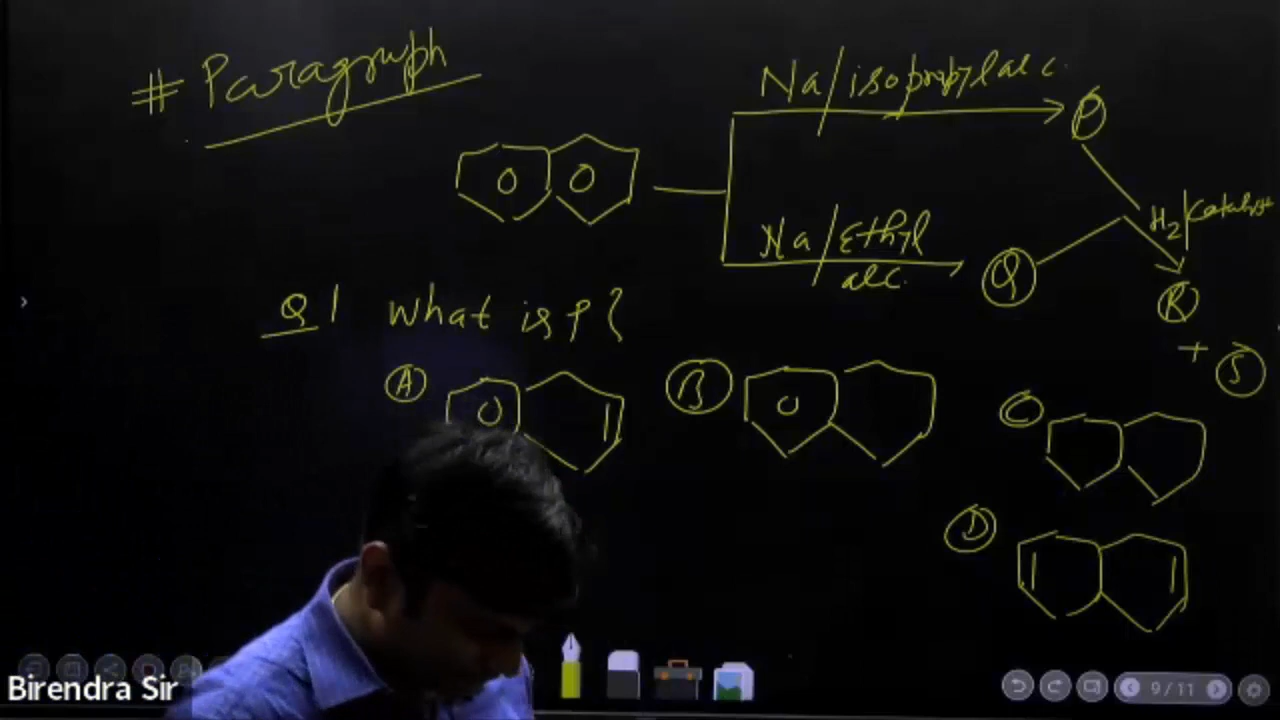 # Paragraph
Na/isopropyl alc.
P
Na/Ethyl
alc.
Q
H2/Catalyst
R
+ S
Q1 What is P?
A
B
C
D
Birendra Sir
9/11